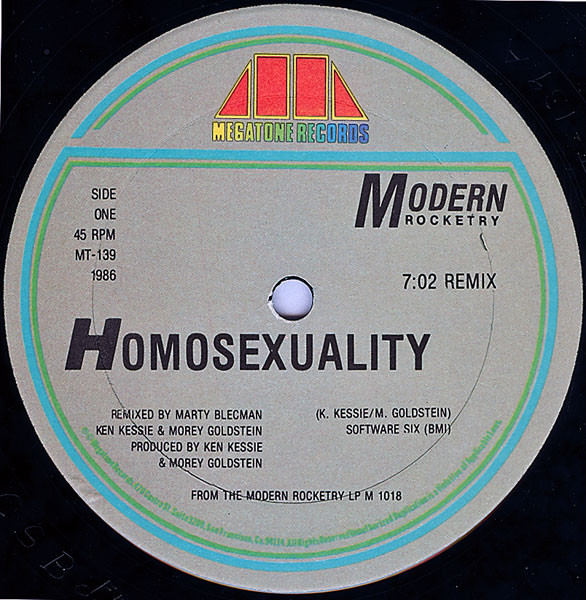 MEGATONE RECORDS
MODERN
ROCKETRY
SIDE
ONE
45 RPM
MT-139
1986
7:02 REMIX
HOMOSEXUALITY
REMIXED BY MARTY BLECMAN
KEN KESSIE & MOREY GOLDSTEIN
PRODUCED BY KEN KESSIE
& MOREY GOLDSTEIN
(K. KESSIE/M. GOLDSTEIN)
SOFTWARE SIX (BMI)
FROM THE MODERN ROCKETRY LP M 1018